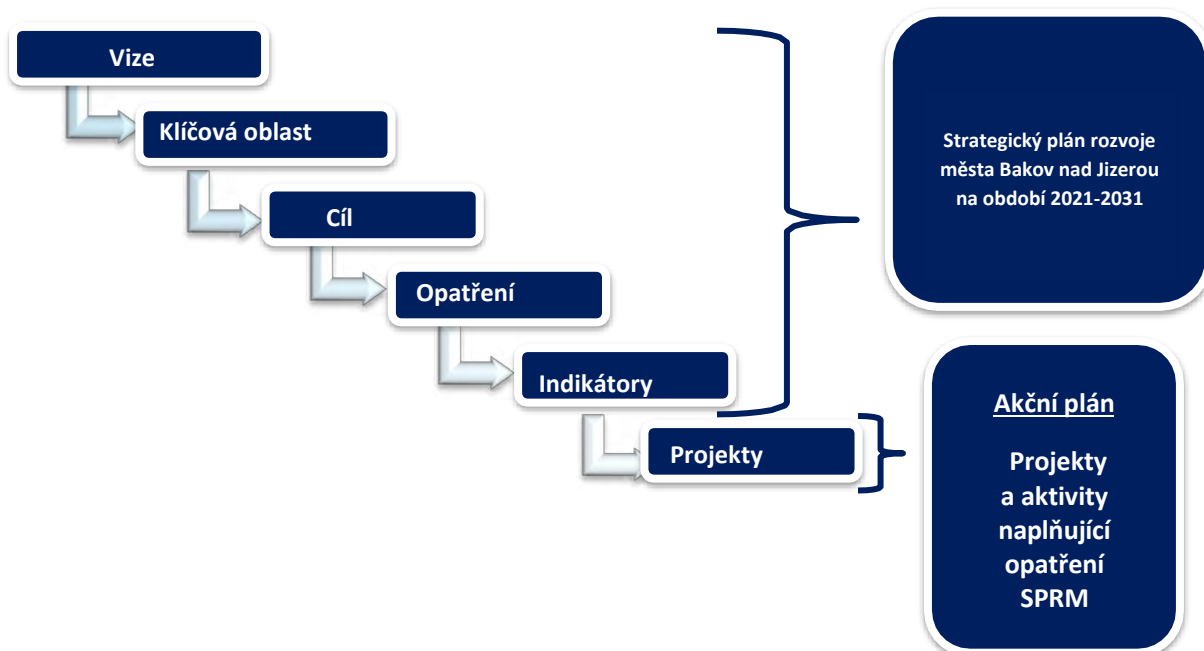 Vize
Klíčová oblast
Cíl
Opatření
Indikátory
Projekty
Strategický plán rozvoje
města Bakov nad Jizerou
na období 2021-2031
Akční plán
Projekty
a aktivity
naplňující
opatření
SPRM